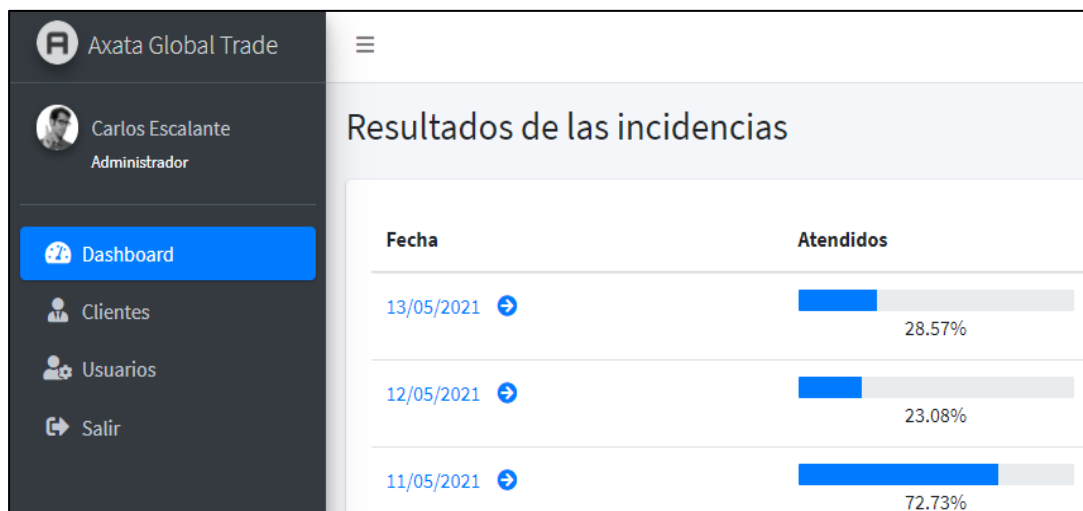 Axata Global Trade
Carlos Escalante
Administrador
Dashboard
Clientes
Usuarios
Salir
Resultados de las incidencias
Fecha Atendidos
13/05/2021
28.57%
12/05/2021
23.08%
11/05/2021
72.73%